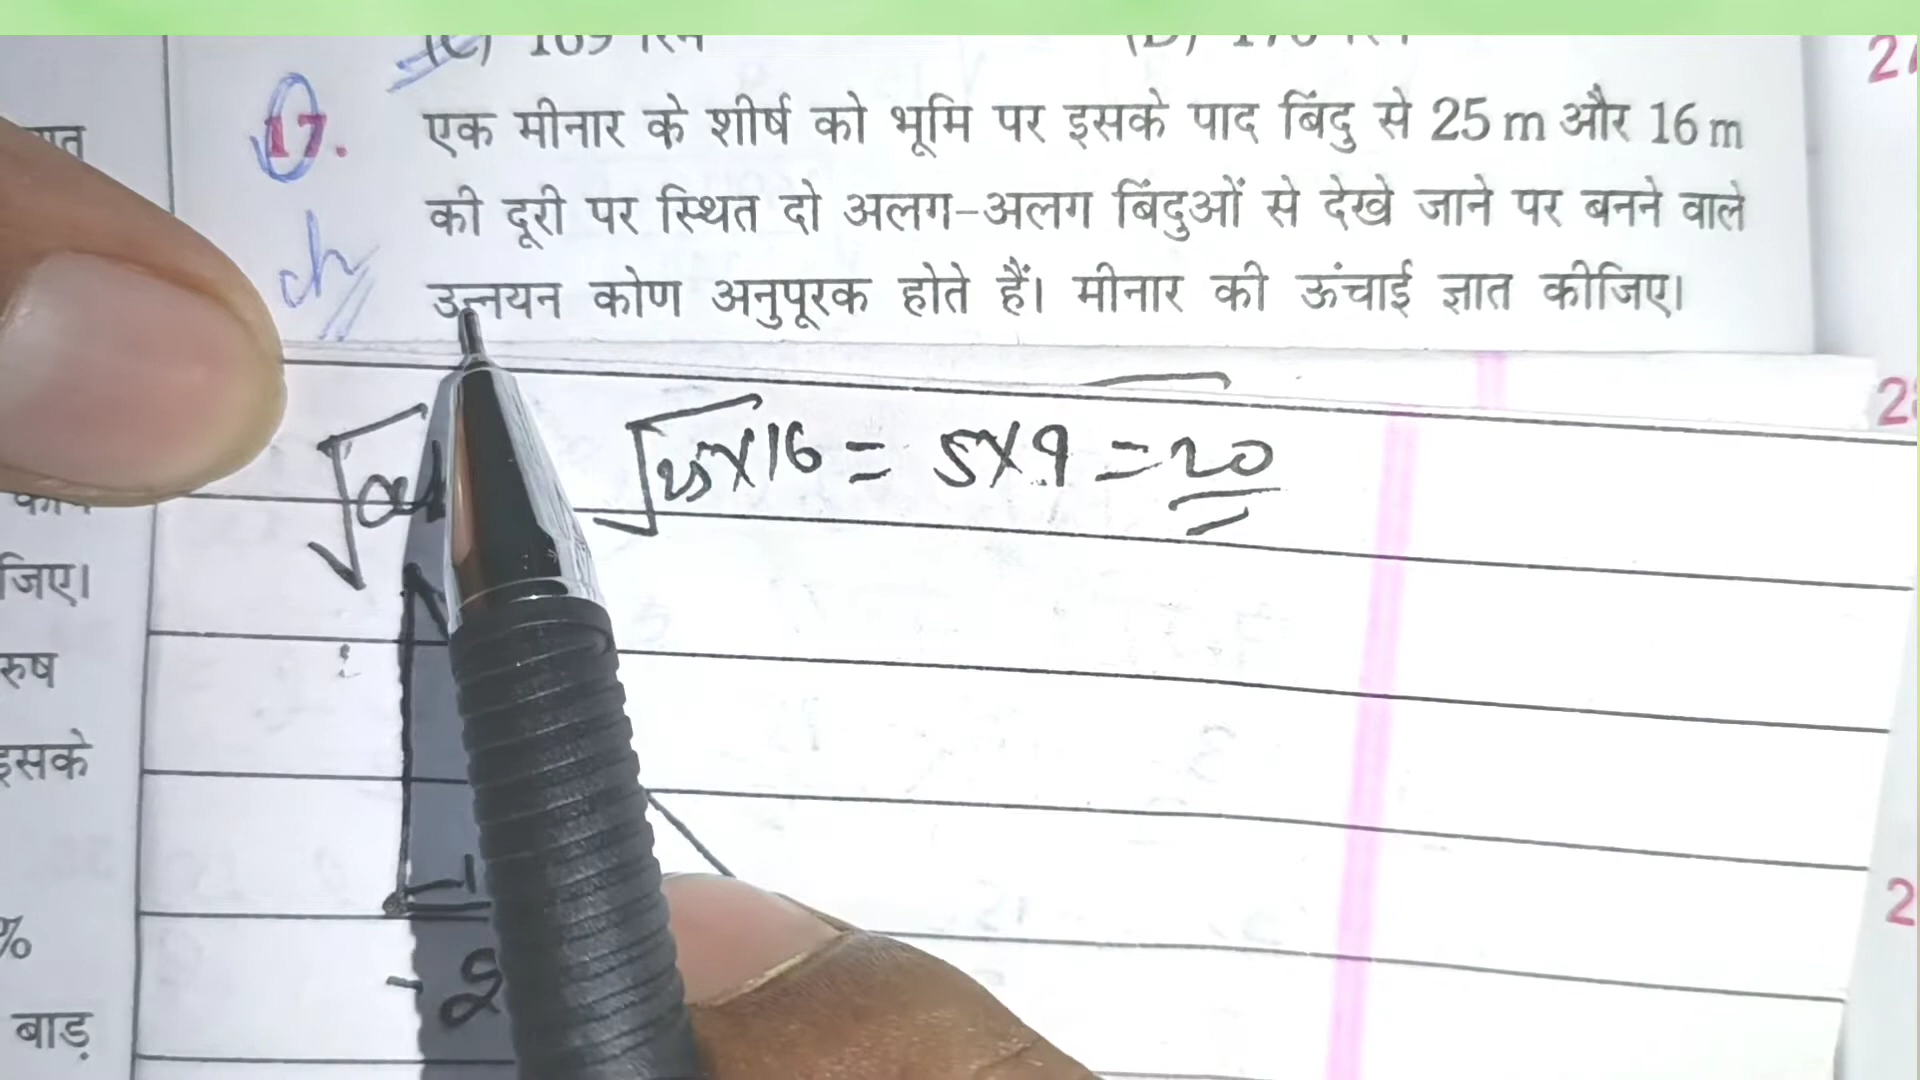 17. एक मीनार के शीर्ष को भूमि पर इसके पाद बिंदु से 25 m और 16 m
की दूरी पर स्थित दो अलग-अलग बिंदुओं से देखे जाने पर बनने वाले
उन्नयन कोण अनुपूरक होते हैं। मीनार की ऊंचाई ज्ञात कीजिए।
√25×16 = 5×9 = 20
जिए।
रुष
इसके
%
बाड़